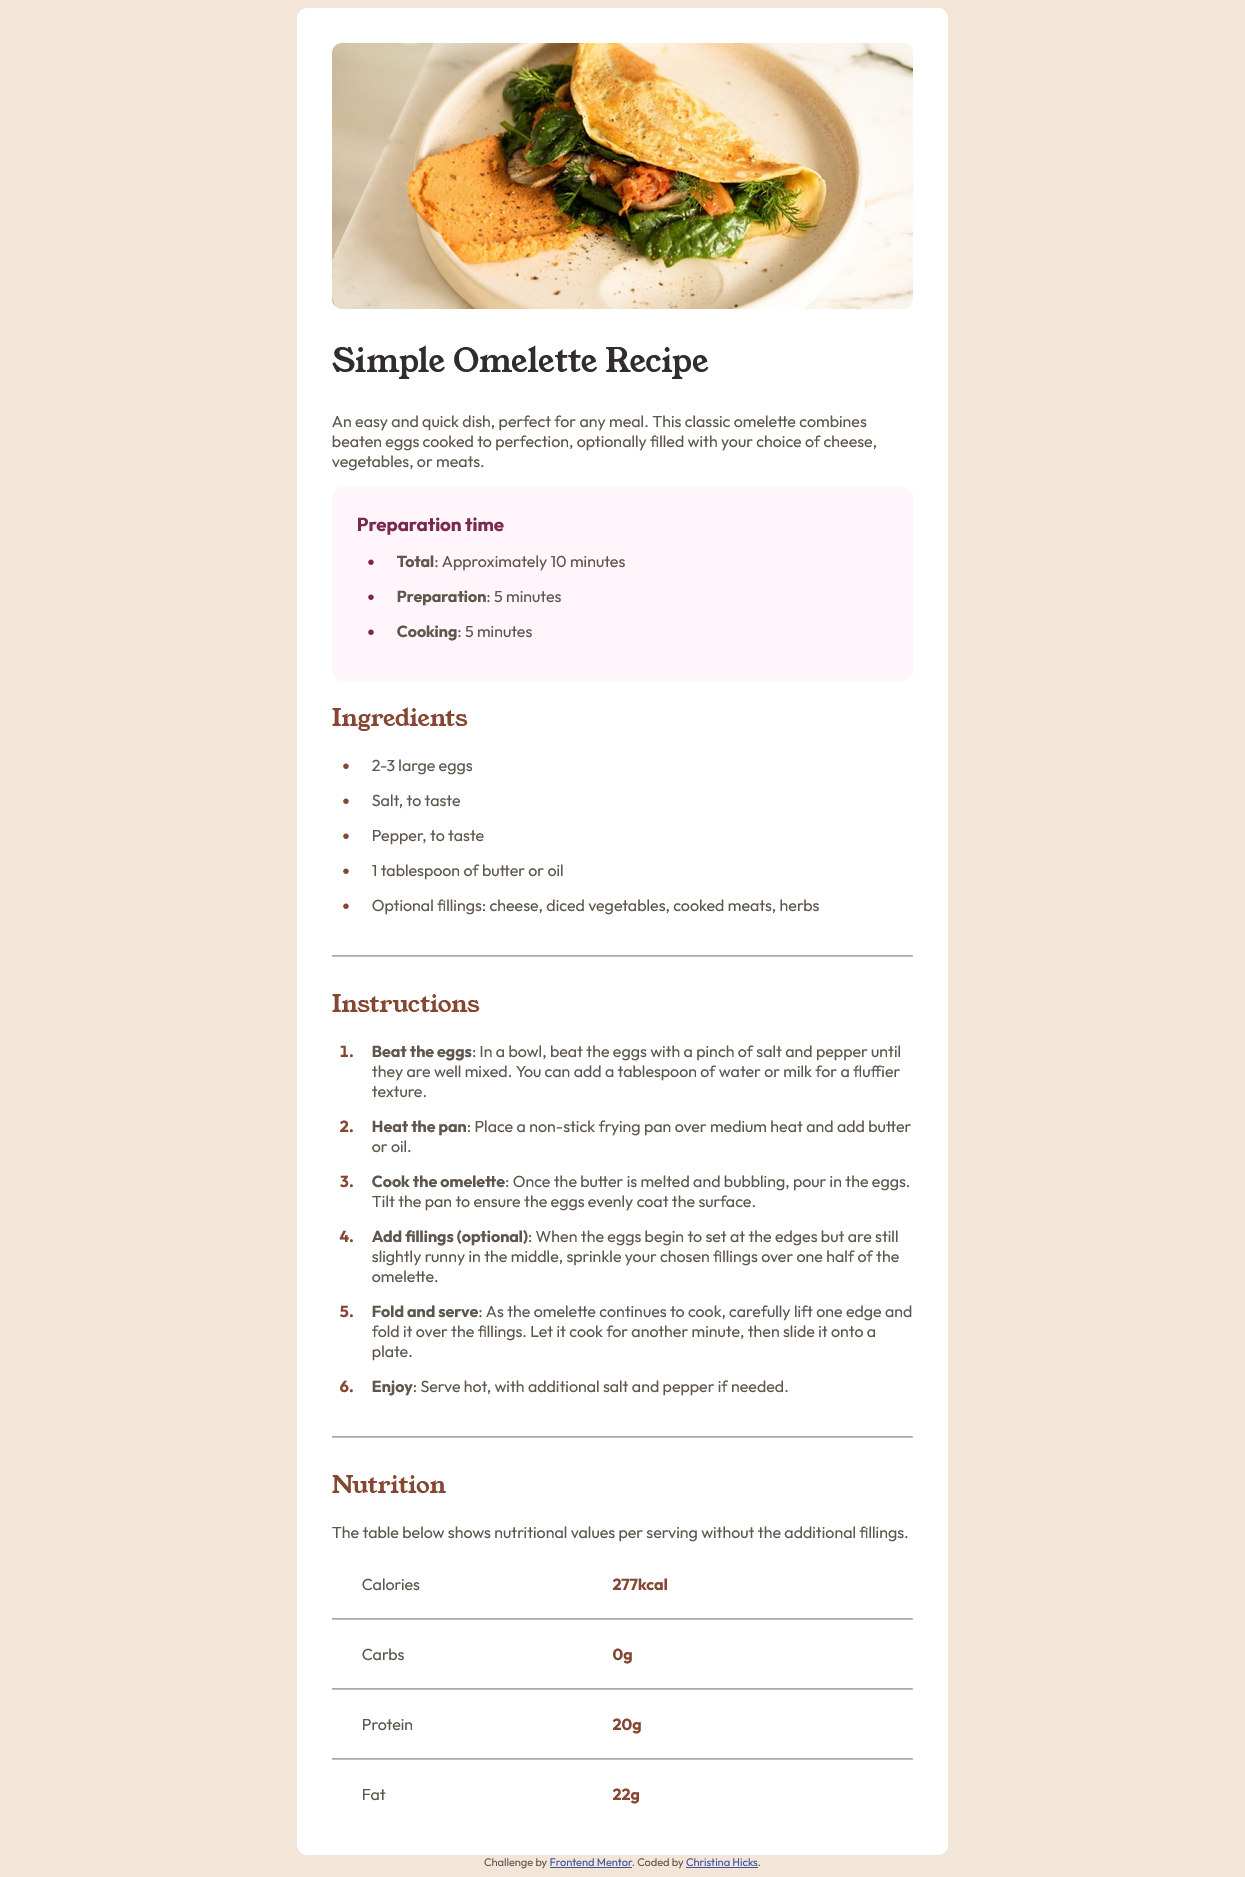 Simple Omelette Recipe
An easy and quick dish, perfect for any meal. This classic omelette combines
beaten eggs cooked to perfection, optionally filled with your choice of cheese,
vegetables, or meats.
Preparation time
• Total: Approximately 10 minutes
• Preparation: 5 minutes
• Cooking: 5 minutes
Ingredients
• 2-3 large eggs
• Salt, to taste
• Pepper, to taste
• 1 tablespoon of butter or oil
• Optional fillings: cheese, diced vegetables, cooked meats, herbs
Instructions
1. Beat the eggs: In a bowl, beat the eggs with a pinch of salt and pepper until
they are well mixed. You can add a tablespoon of water or milk for a fluffier
texture.
2. Heat the pan: Place a non-stick frying pan over medium heat and add butter
or oil.
3. Cook the omelette: Once the butter is melted and bubbling, pour in the eggs.
Tilt the pan to ensure the eggs evenly coat the surface.
4. Add fillings (optional): When the eggs begin to set at the edges but are still
slightly runny in the middle, sprinkle your chosen fillings over one half of the
omelette.
5. Fold and serve: As the omelette continues to cook, carefully lift one edge and
fold it over the fillings. Let it cook for another minute, then slide it onto a
plate.
6. Enjoy: Serve hot, with additional salt and pepper if needed.
Nutrition
The table below shows nutritional values per serving without the additional fillings.
Calories 277kcal
Carbs 0g
Protein 20g
Fat 22g
Challenge by Frontend Mentor. Coded by Christina Hicks.